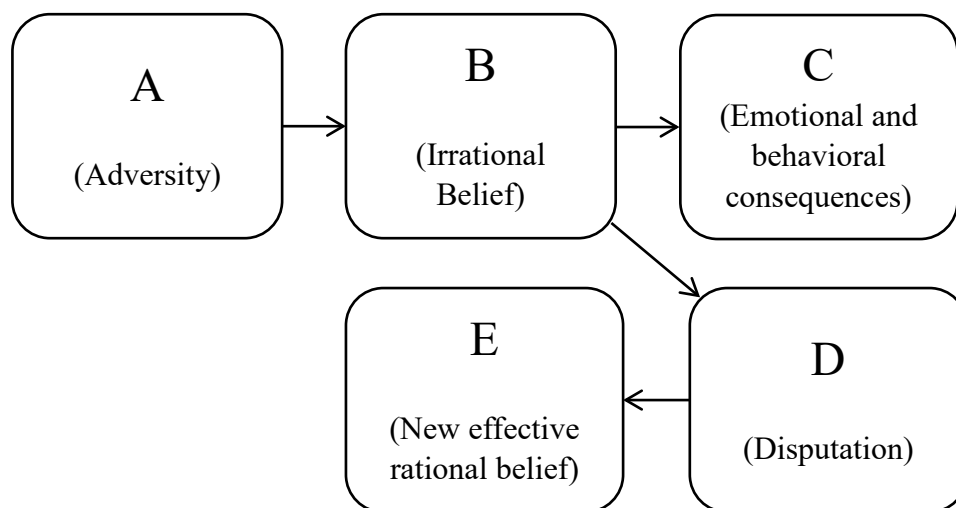 A
(Adversity)
B
(Irrational
Belief)
C
(Emotional and
behavioral
consequences)
E
(New effective
rational belief)
D
(Disputation)